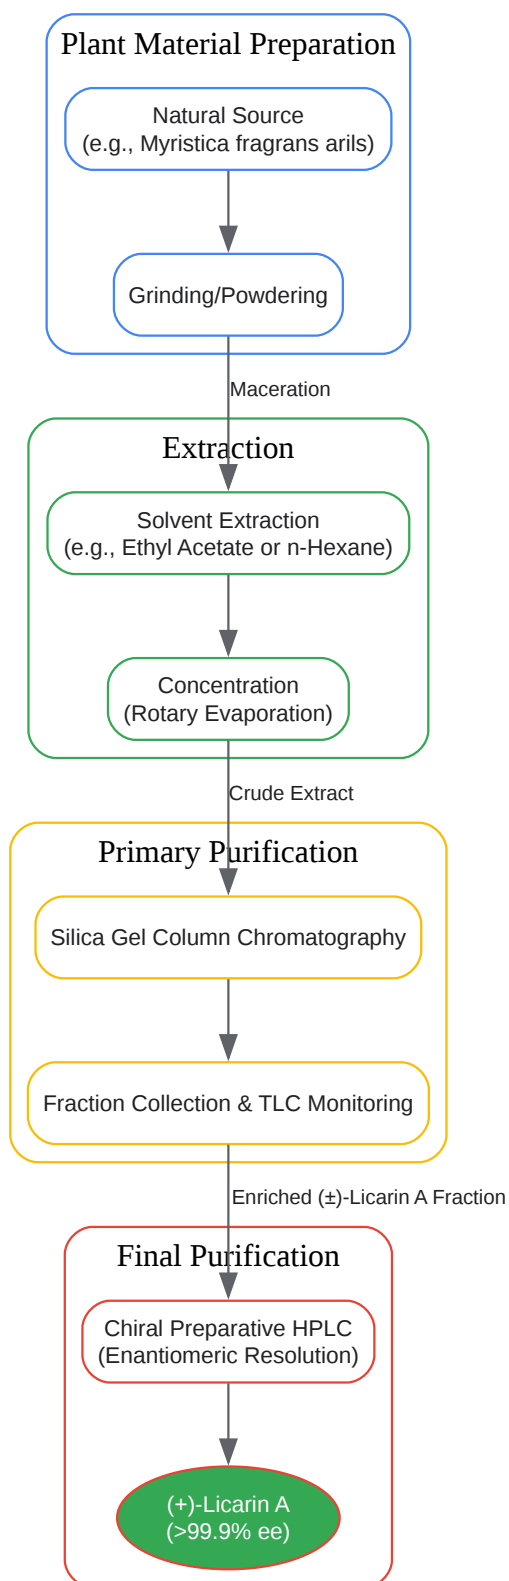 Plant Material Preparation
Natural Source
(e.g., Myristica fragrans arils)
Grinding/Powdering
Maceration
Extraction
Solvent Extraction
(e.g., Ethyl Acetate or n-Hexane)
Concentration
(Rotary Evaporation)
Crude Extract
Primary Purification
Silica Gel Column Chromatography
Fraction Collection & TLC Monitoring
Enriched (±)-Licarin A Fraction
Final Purification
Chiral Preparative HPLC
(Enantiomeric Resolution)
(+)-Licarin A
(>99.9% ee)